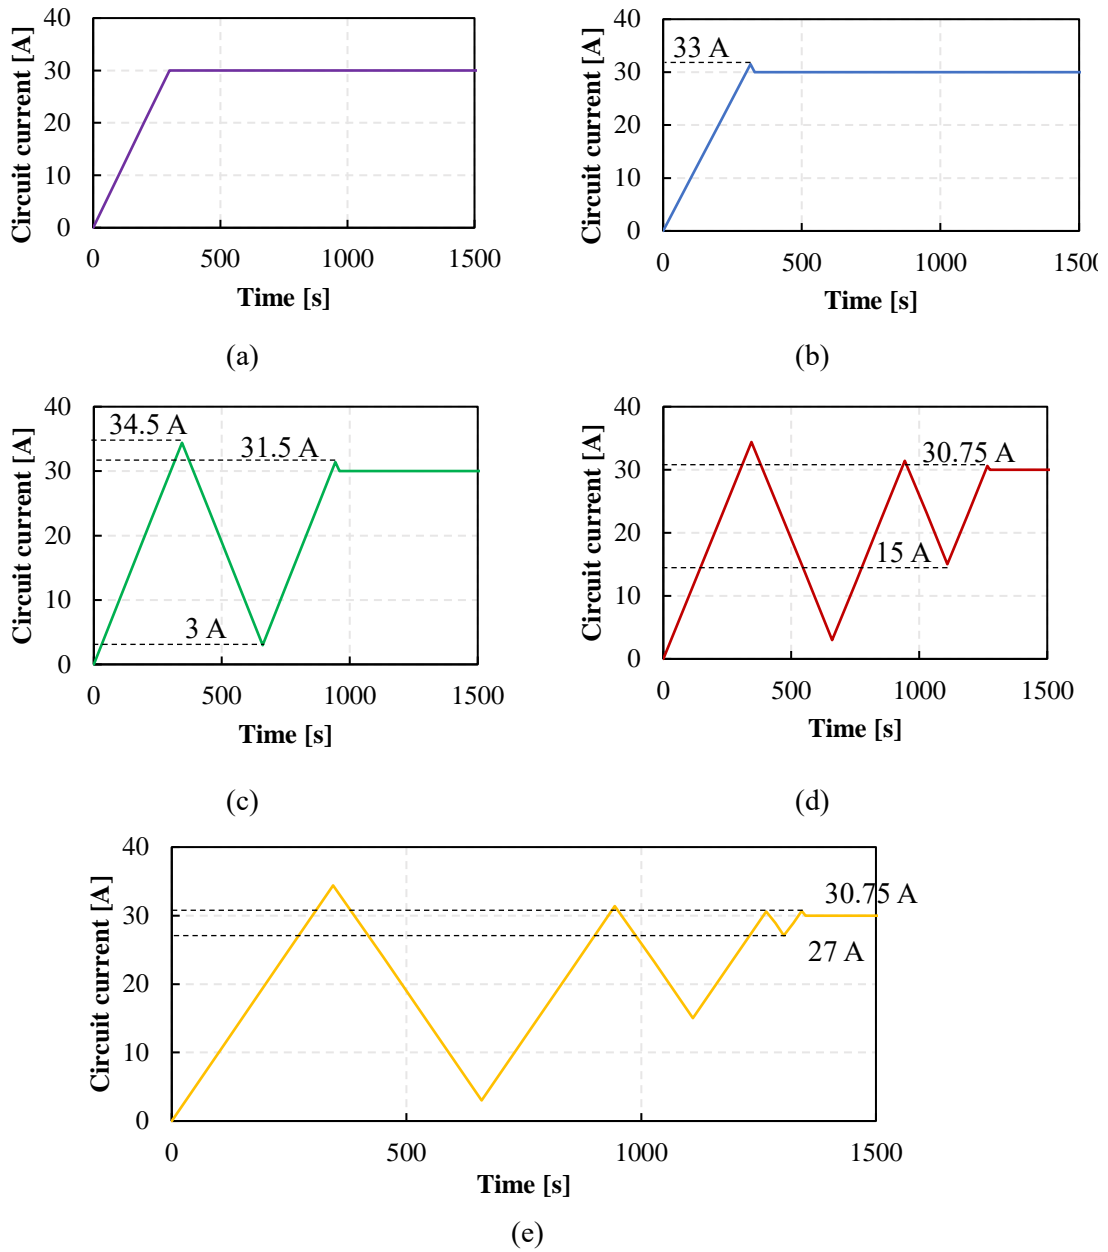 Circuit current [A]
40
30
20
10
0
0 500 1000 1500
Time [s]
(a)
Circuit current [A]
40
33 A
30
20
10
0
0 500 1000 150
Time [s]
(b)
Circuit current [A]
40
34.5 A
31.5 A
30
20
10
3 A
0
0 500 1000 1500
Time [s]
(c)
Circuit current [A]
40
30.75 A
30
20
15 A
10
0
0 500 1000 1500
Time [s]
(d)
Circuit current [A]
40
30.75 A
30
27 A
20
10
0
0 500 1000 1500
Time [s]
(e)